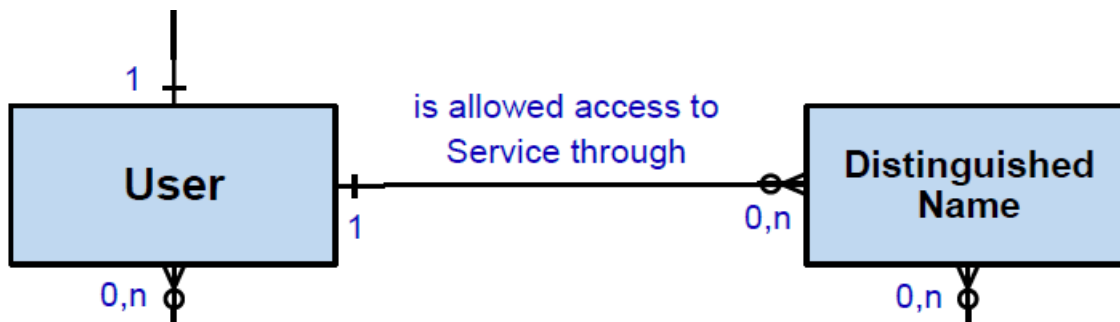 1
is allowed access to
Service through
User
Distinguished
Name
1
0,n
0,n
0,n